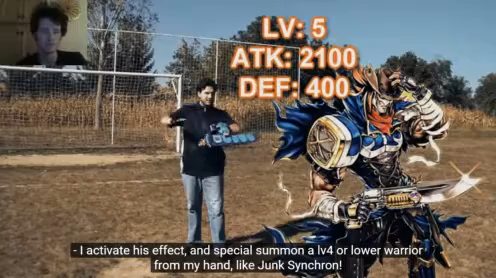 LV: 5
ATK: 2100
DEF: 400
- I activate his effect, and special summon a lv4 or lower warrior
from my hand, like Junk Synchron!